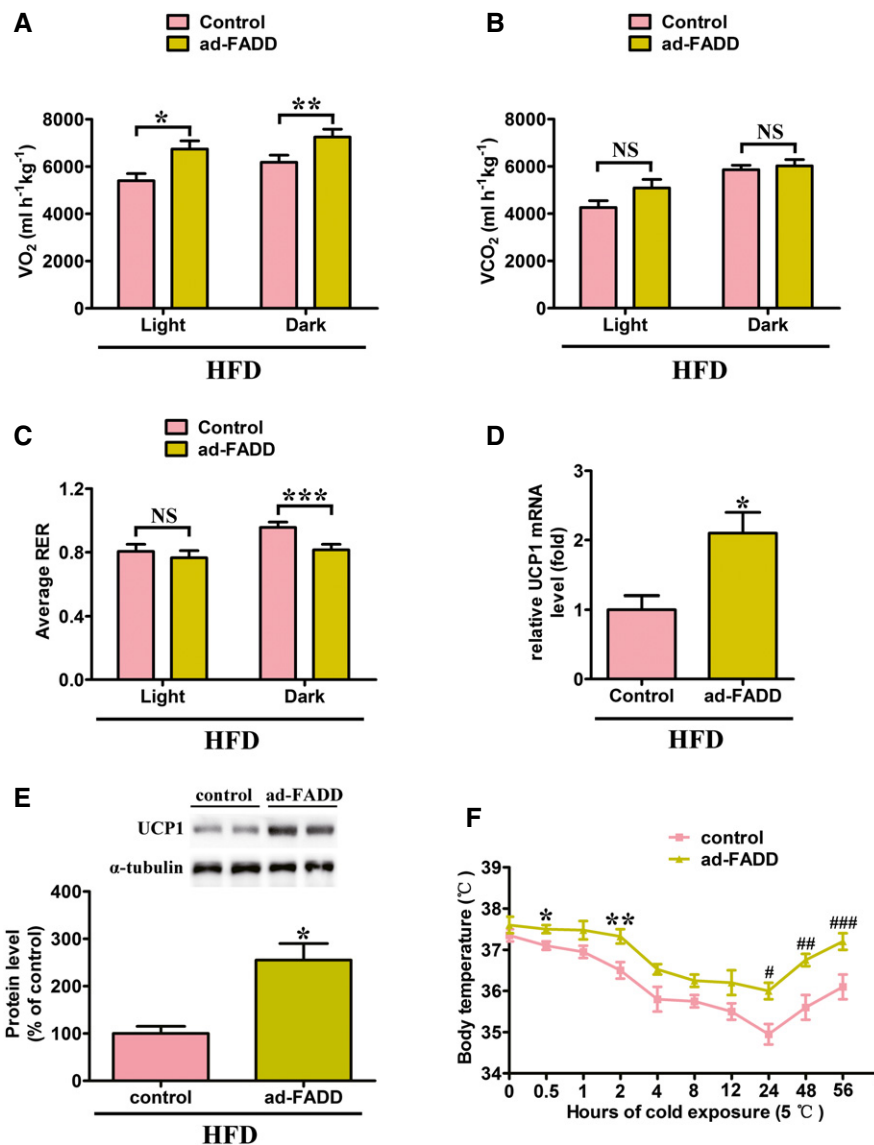 A
Control
ad-FADD
8000
6000
4000
2000
0
VO2 (ml h-1kg-1)
*
**
Light
Dark
HFD
B
Control
ad-FADD
8000
6000
4000
2000
0
VCO2 (ml h-1kg-1)
NS
NS
Light
Dark
HFD
C
Control
ad-FADD
1.2
0.8
0.4
0.0
Average RER
NS
***
Light
Dark
HFD
D
3
2
1
0
relative UCP1 mRNA
level (fold)
*
Control
ad-FADD
HFD
E
control ad-FADD
UCP1
α-tubulin
400
300
200
100
0
Protein level
(% of control)
*
control
ad-FADD
HFD
F
control
ad-FADD
39
38
37
36
35
34
Body temperature (℃)
*
**
#
##
###
0 0.5 1 2 4 8 12 24 48 56
Hours of cold exposure (5 ℃)